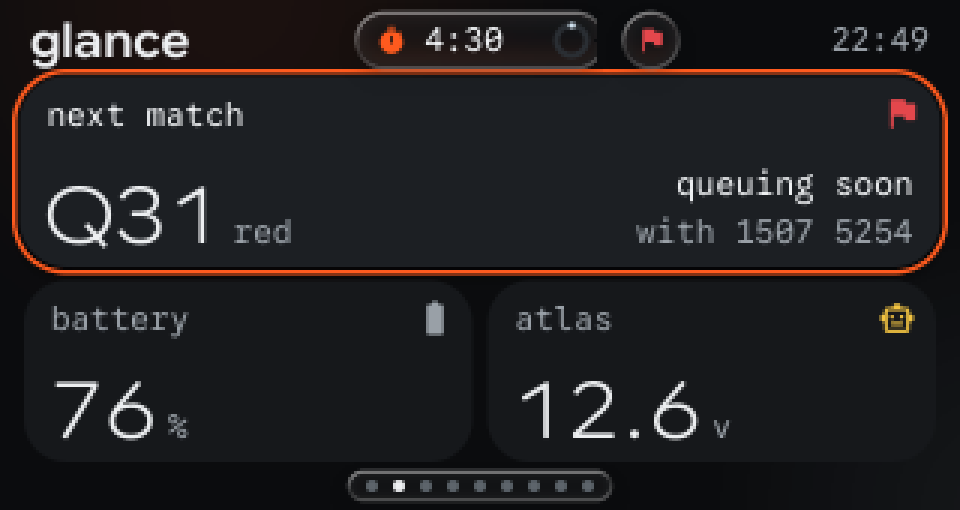 glance
4:30
22:49
next match
Q31 red
queuing soon
with 1507 5254
battery
76 %
atlas
12.6 v